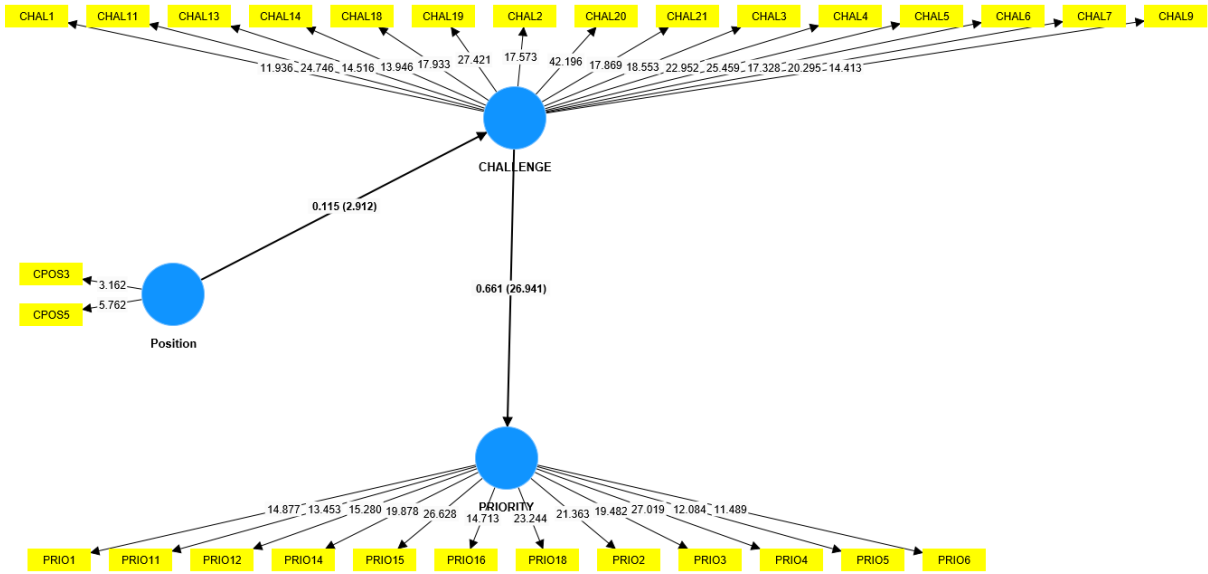 CHAL1 CHAL11 CHAL13 CHAL14 CHAL18 CHAL19 CHAL2 CHAL20 CHAL21 CHAL3 CHAL4 CHAL5 CHAL6 CHAL7 CHAL9
11.936 24.746 14.516 13.946 17.933 27.421 17.573 42.196 17.869 18.553 22.952 25.459 17.328 20.295 14.413
CHALLENGE
0.115 (2.912)
CPOS3
3.162
CPOS5
5.762
Position
0.661 (26.941)
PRIORITY
14.877 13.453 15.280 19.878 26.628 14.713 23.244 21.363 19.482 27.019 12.084 11.489
PRIO1 PRIO11 PRIO12 PRIO14 PRIO15 PRIO16 PRIO18 PRIO2 PRIO3 PRIO4 PRIO5 PRIO6